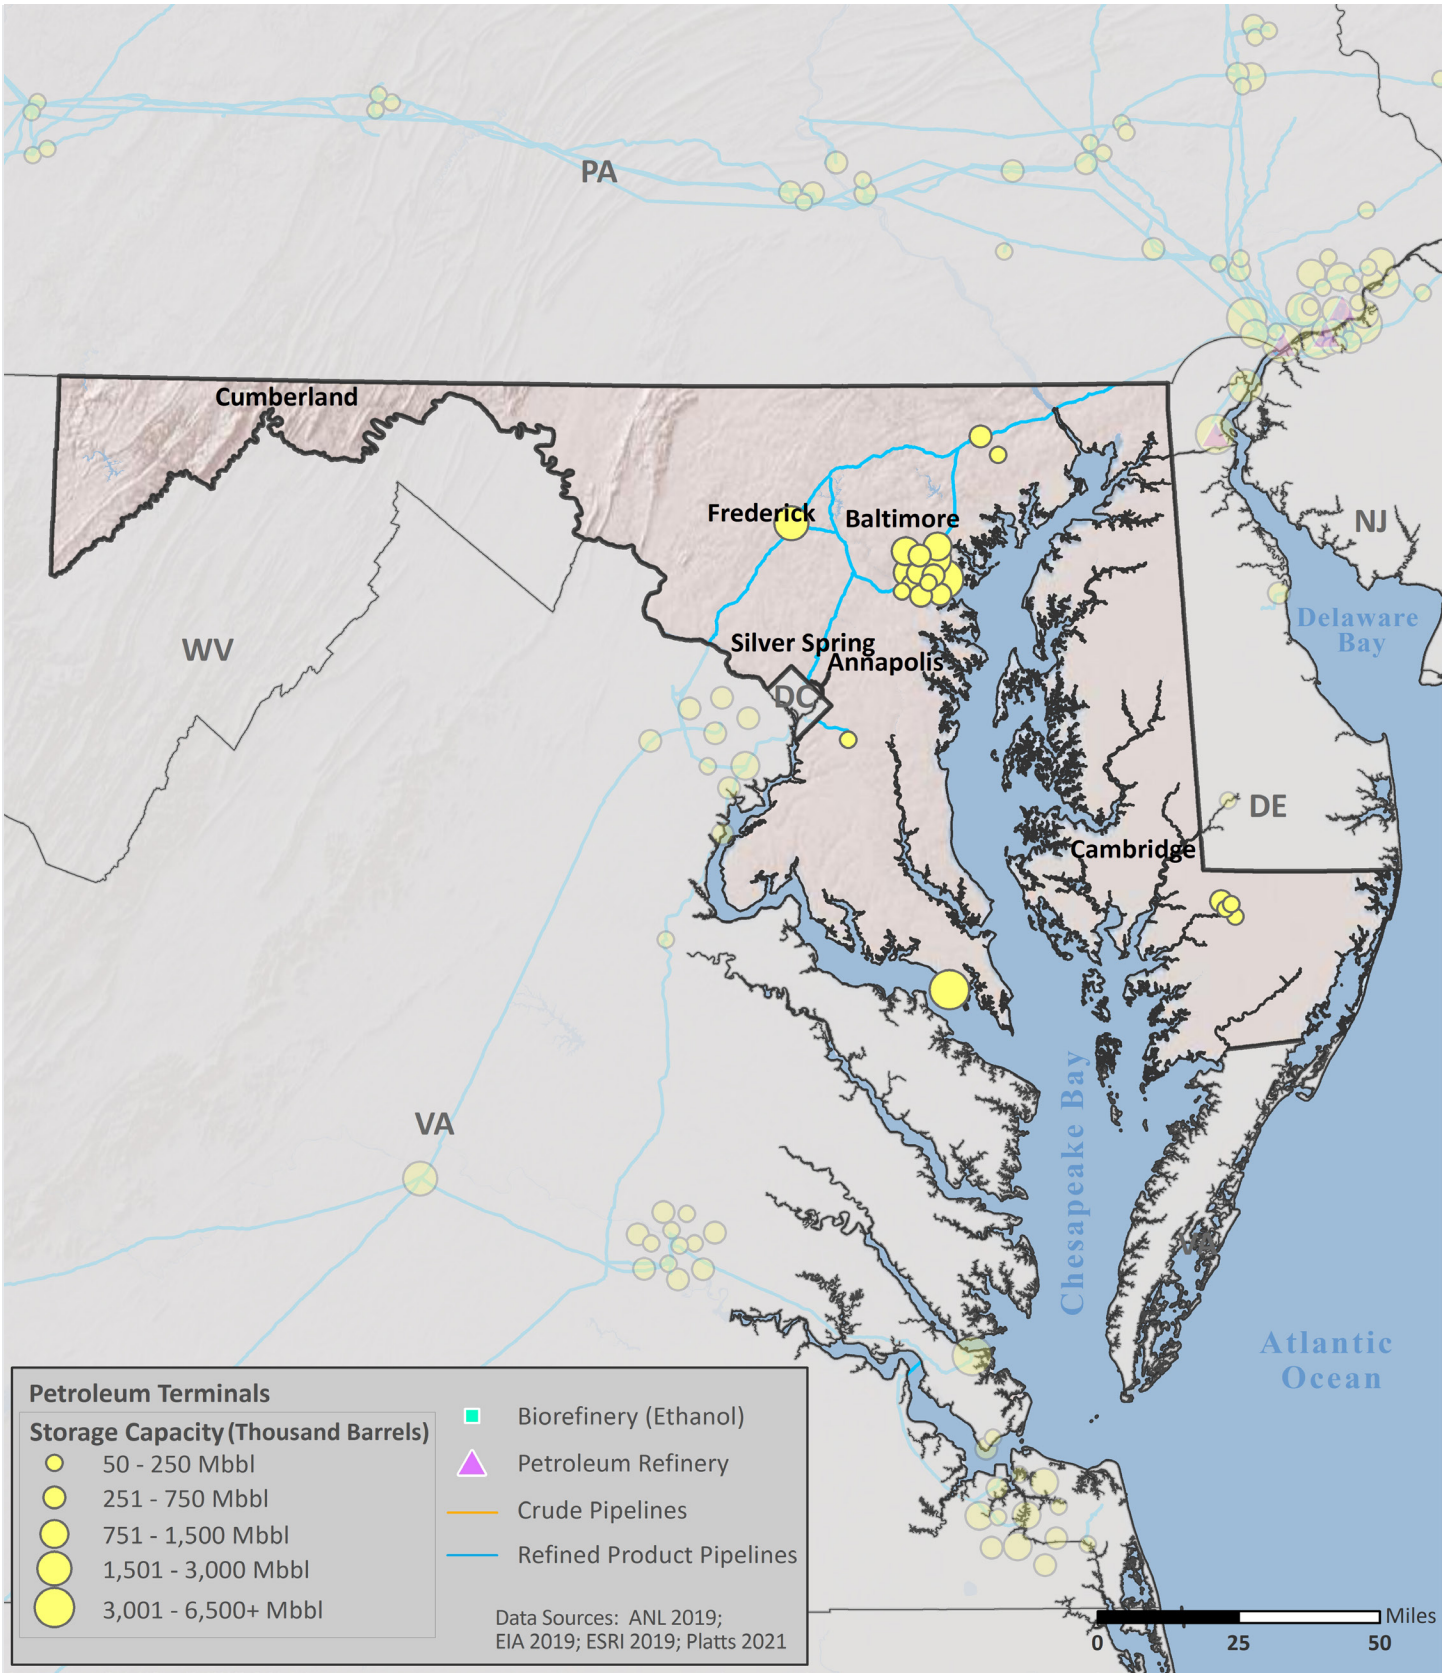 PA
Cumberland
Frederick
Baltimore
NJ
Delaware
Bay
WV
Silver Spring
Annapolis
DC
DE
Cambridge
VA
Chesapeake Bay
VA
Atlantic
Ocean
Petroleum Terminals
Storage Capacity (Thousand Barrels)
50 - 250 Mbbl
251 - 750 Mbbl
751 - 1,500 Mbbl
1,501 - 3,000 Mbbl
3,001 - 6,500+ Mbbl
Biorefinery (Ethanol)
Petroleum Refinery
Crude Pipelines
Refined Product Pipelines
Data Sources: ANL 2019;
EIA 2019; ESRI 2019; Platts 2021
Miles
0 25 50